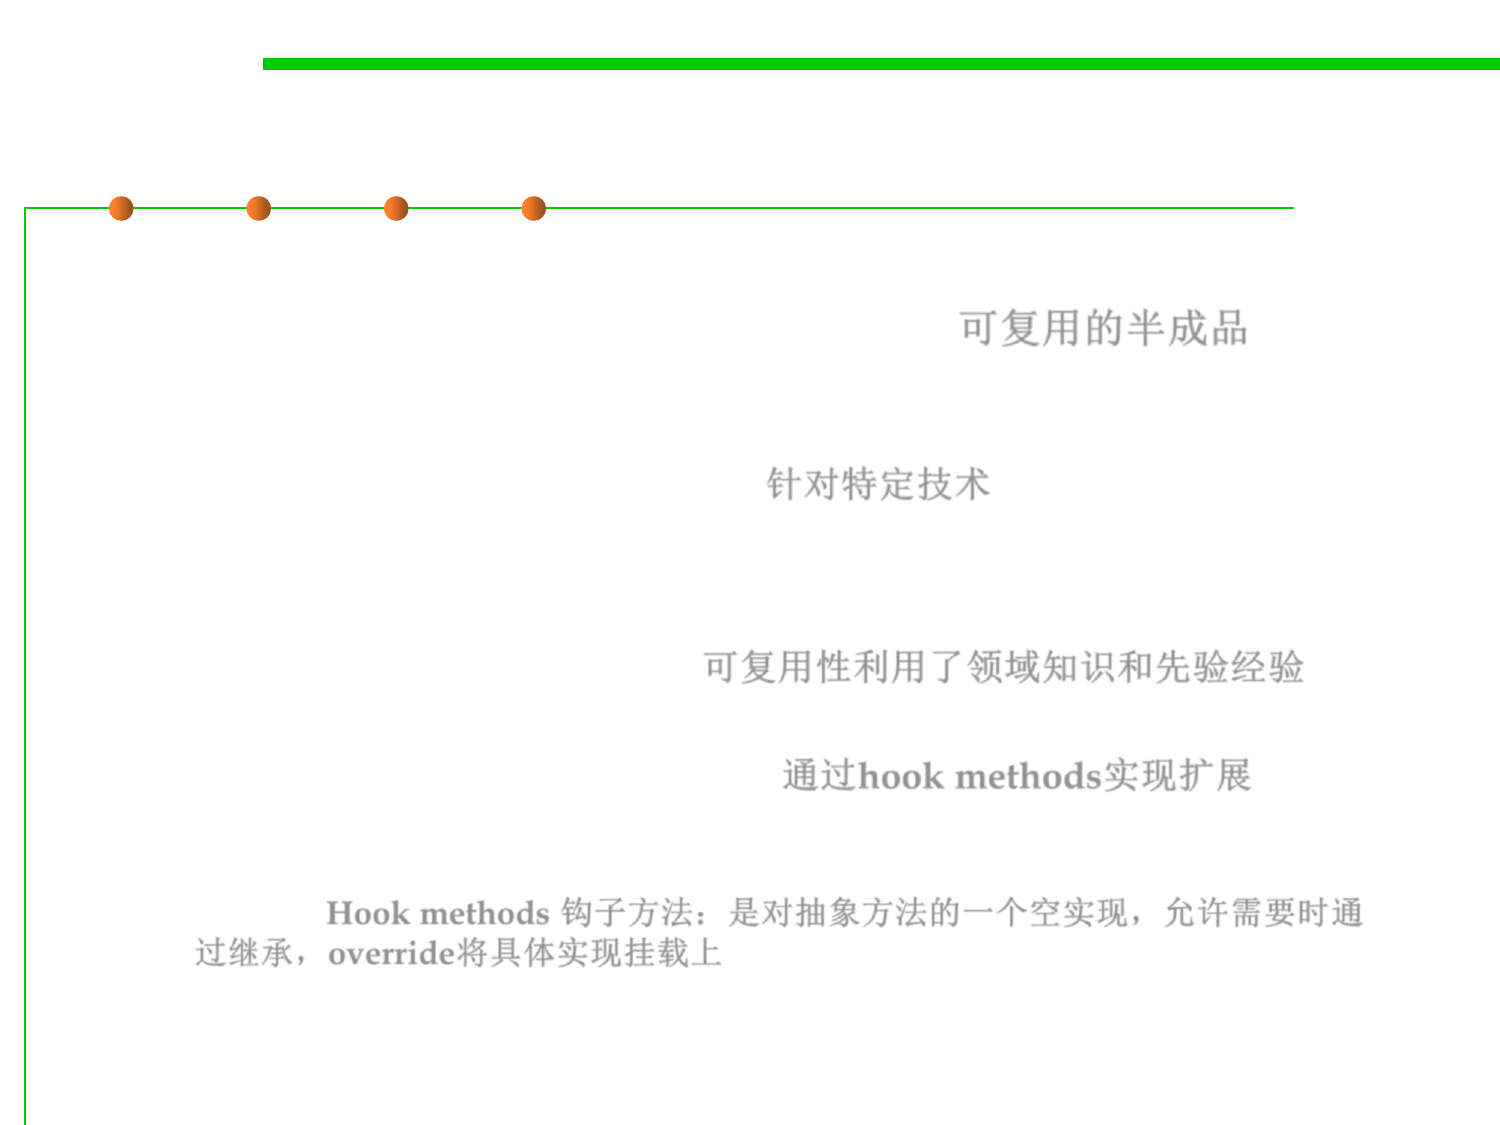 可复用的半成品
针对特定技术
可复用性利用了领域知识和先验经验
通过hook methods实现扩展
Hook methods 钩子方法：是对抽象方法的一个空实现，允许需要时通
过继承，override将具体实现挂载上